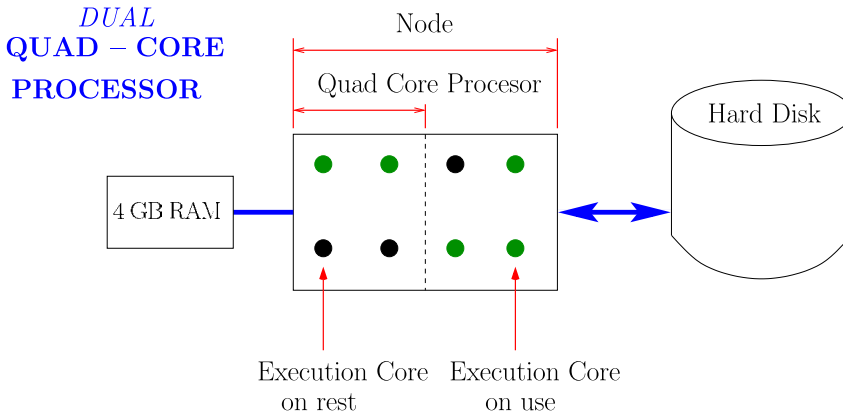 DUAL
QUAD – CORE
PROCESSOR
Node
Quad Core Procesor
Hard Disk
4 GB RAM
Execution Core
on rest
Execution Core
on use